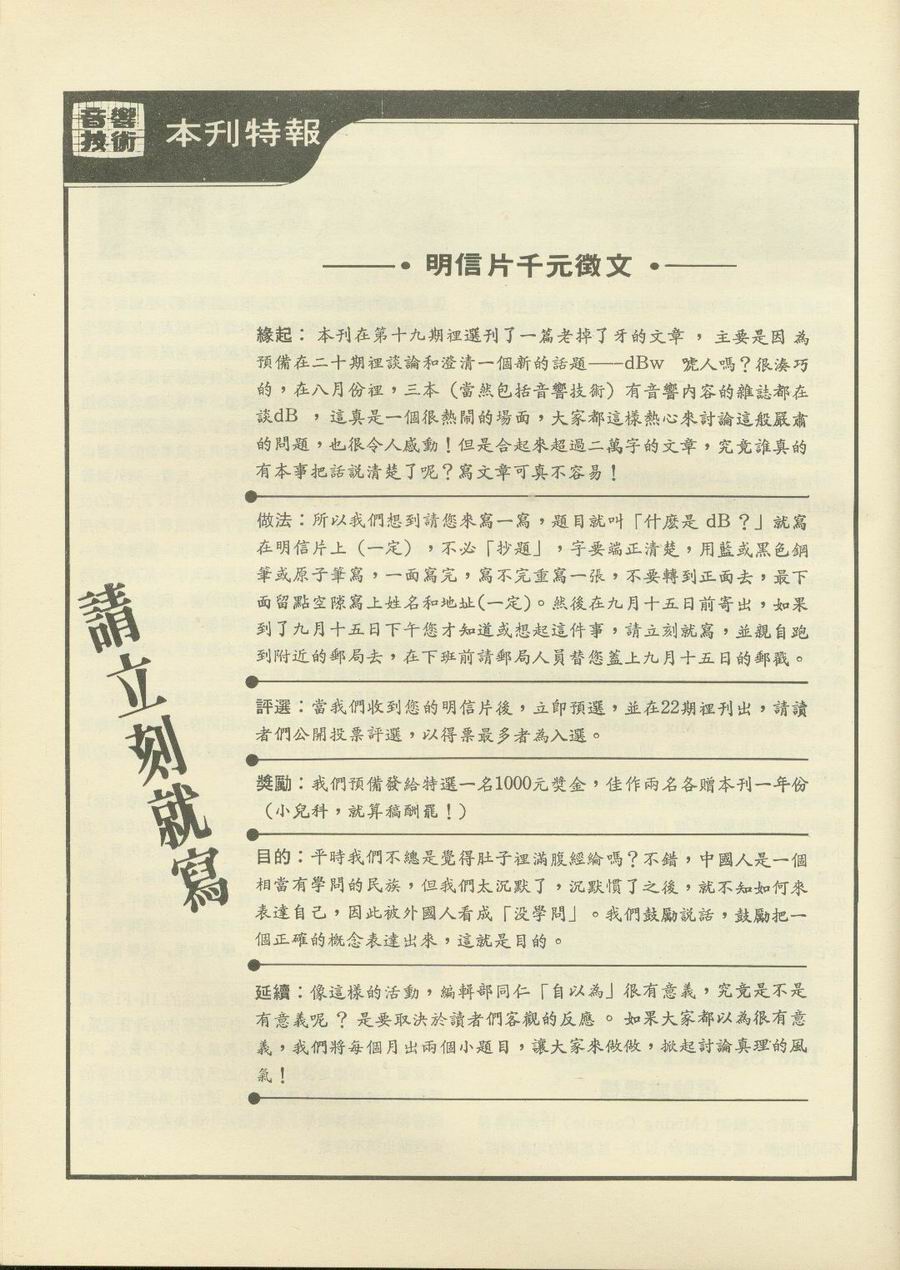 音響
技術
本刊特報
明信片千元徵文
緣起：本刊在第十九期裡選刊了一篇老掉了牙的文章，主要是因為
預備在二十期裡談論和澄清一個新的話題——dBw 唬人嗎？很湊巧
的，在八月份裡，三本（當然包括音響技術）有音響內容的雜誌都在
談dB ，這真是一個很熱鬧的場面，大家都這樣熱心來討論這般嚴肅
的問題，也很令人感動！但是合起來超過二萬字的文章，究竟誰真的
有本事把話說清楚了呢？寫文章可真不容易！
做法：所以我們想到請您來寫一寫，題目就叫「什麼是 dB ？」就寫
在明信片上（一定），不必「抄題」，字要端正清楚，用藍或黑色鋼
筆或原子筆寫，一面寫完，寫不完重寫一張，不要轉到正面去，最下
面留點空隙寫上姓名和地址(一定)。然後在九月十五日前寄出，如果
到了九月十五日下午您才知道或想起這件事，請立刻就寫，並親自跑
到附近的郵局去，在下班前請郵局人員替您蓋上九月十五日的郵戳。
評選：當我們收到您的明信片後，立即預選，並在22期裡刊出，請讀
者們公開投票評選，以得票最多者為入選。
獎勵：我們預備發給特選一名1000元獎金，佳作兩名各贈本刊一年份
（小兒科，就算稿酬罷！）
目的：平時我們不總是覺得肚子裡滿腹經綸嗎？不錯，中國人是一個
相當有學問的民族，但我們太沉默了，沉默慣了之後，就不知如何來
表達自己，因此被外國人看成「沒學問」。我們鼓勵說話，鼓勵把一
個正確的概念表達出來，這就是目的。
延續：像這樣的活動，編輯部同仁「自以為」很有意義，究竟是不是
有意義呢？是要取決於讀者們客觀的反應。如果大家都以為很有意
義，我們將每個月出兩個小題目，讓大家來做做，掀起討論真理的風
氣！
請立刻就寫